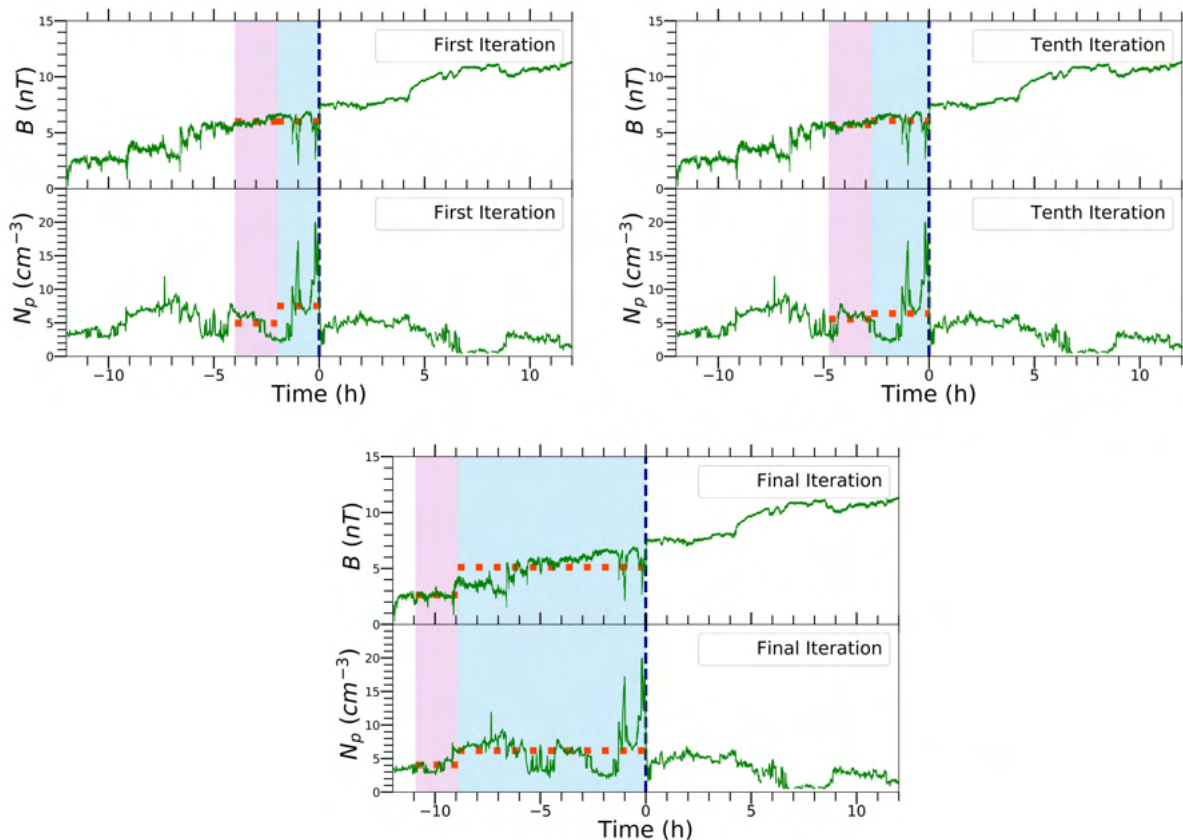 15
10
5
0
B (nT)
First Iteration
20
15
10
5
0
N_p (cm^{-3})
First Iteration
−10 −5 0 5 10
Time (h)
15
10
5
0
B (nT)
Tenth Iteration
20
15
10
5
0
N_p (cm^{-3})
Tenth Iteration
−10 −5 0 5 10
Time (h)
15
10
5
0
B (nT)
Final Iteration
20
15
10
5
0
N_p (cm^{-3})
Final Iteration
−10 −5 0 5 10
Time (h)